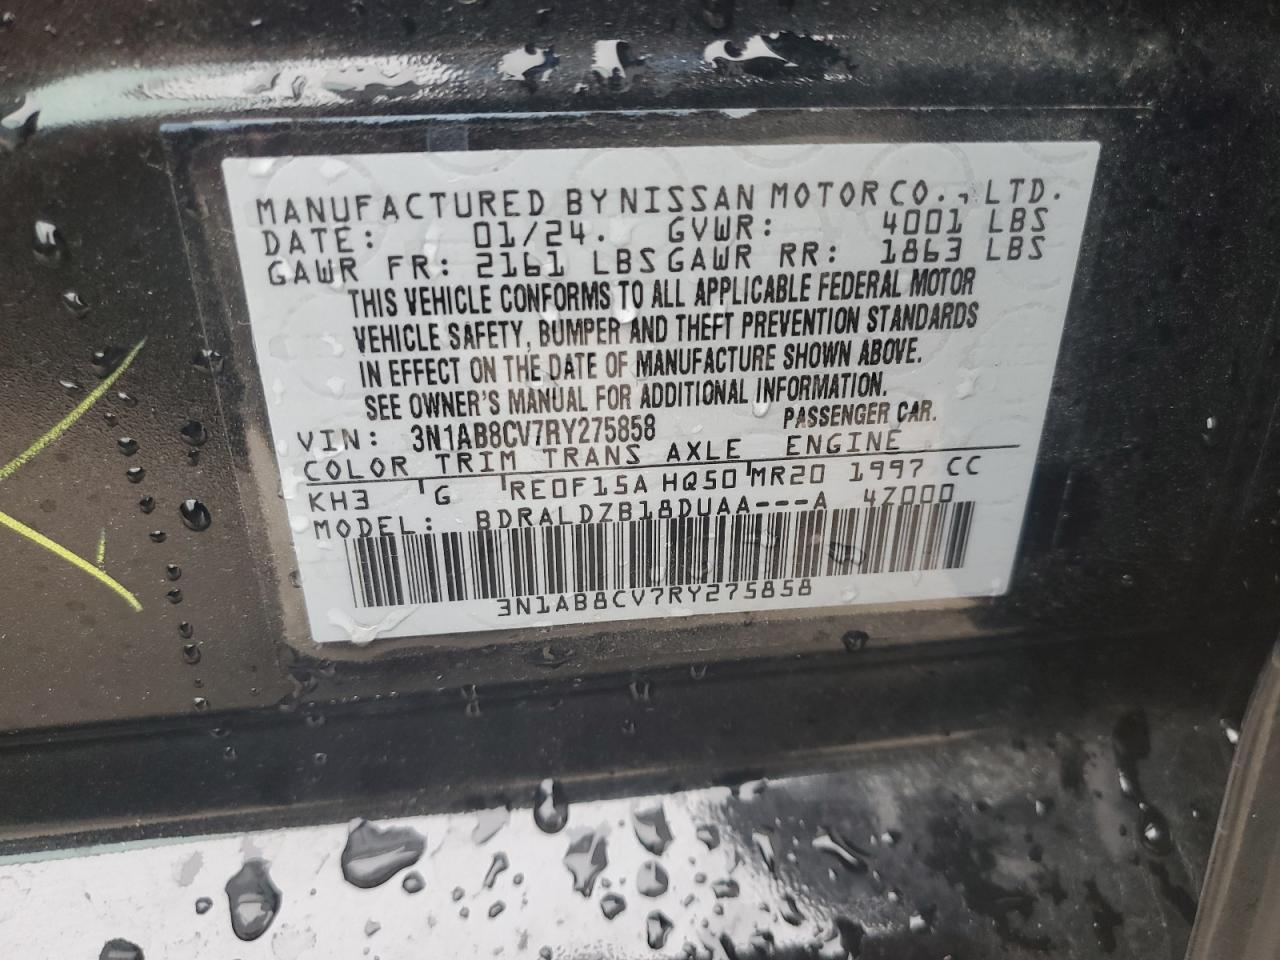 MANUFACTURED BY NISSAN MOTOR CO., LTD.
DATE: 01/24. GVWR: 4001 LBS
GAWR FR: 2161 LBS GAWR RR: 1863 LBS
THIS VEHICLE CONFORMS TO ALL APPLICABLE FEDERAL MOTOR
VEHICLE SAFETY, BUMPER AND THEFT PREVENTION STANDARDS
IN EFFECT ON THE DATE OF MANUFACTURE SHOWN ABOVE.
SEE OWNER'S MANUAL FOR ADDITIONAL INFORMATION.
VIN: 3N1AB8CV7RY275858 PASSENGER CAR.
COLOR TRIM TRANS AXLE ENGINE
KH3 G RE0F15A HQ50 MR20 1997 CC
MODEL: BDRALDZB18DUAA---A 4Z000
3N1AB8CV7RY275858